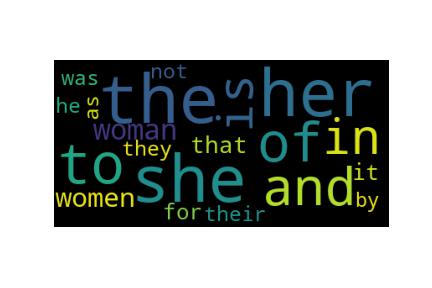 was not
the is her
he as
woman
they that of in
to she and it
women by
for their